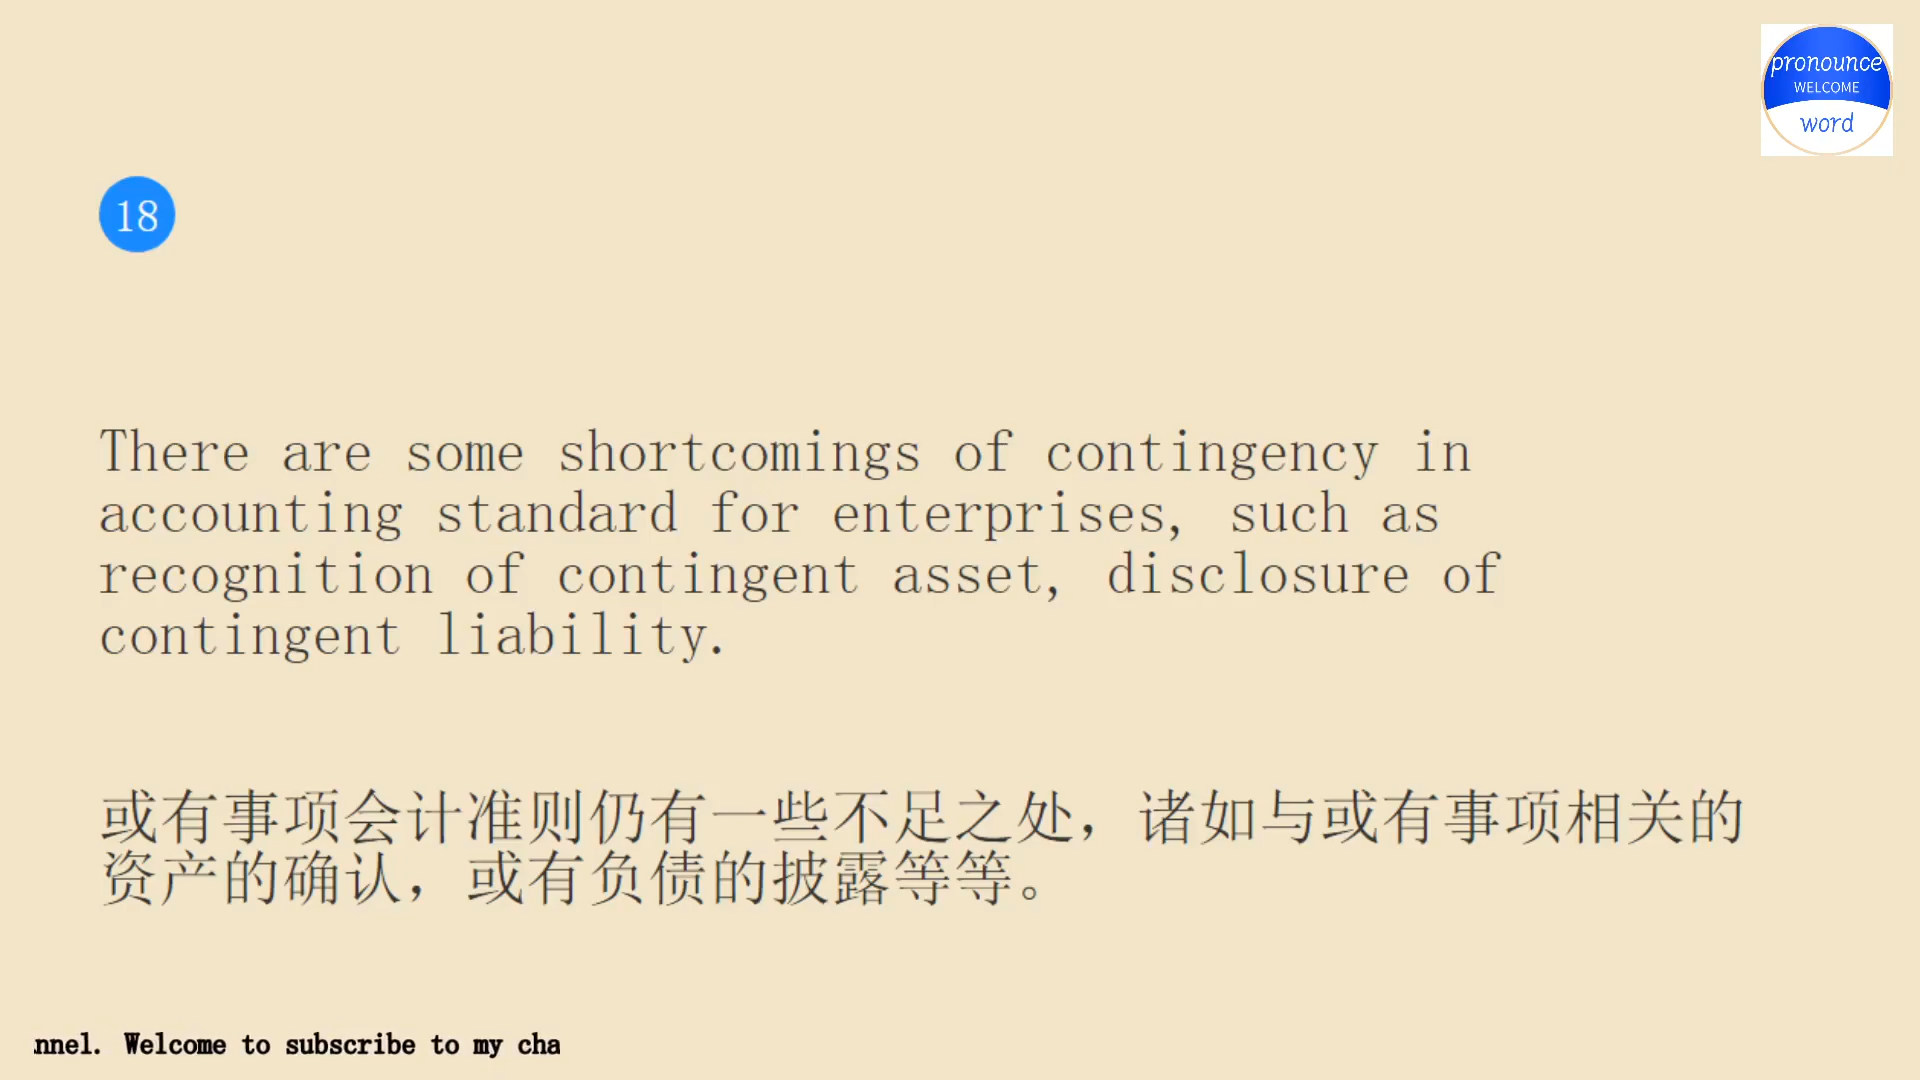 pronounce
WELCOME
word
18
There are some shortcomings of contingency in
accounting standard for enterprises, such as
recognition of contingent asset, disclosure of
contingent liability.
或有事项会计准则仍有一些不足之处，诸如与或有事项相关的
资产的确认，或有负债的披露等等。
nnel. Welcome to subscribe to my cha